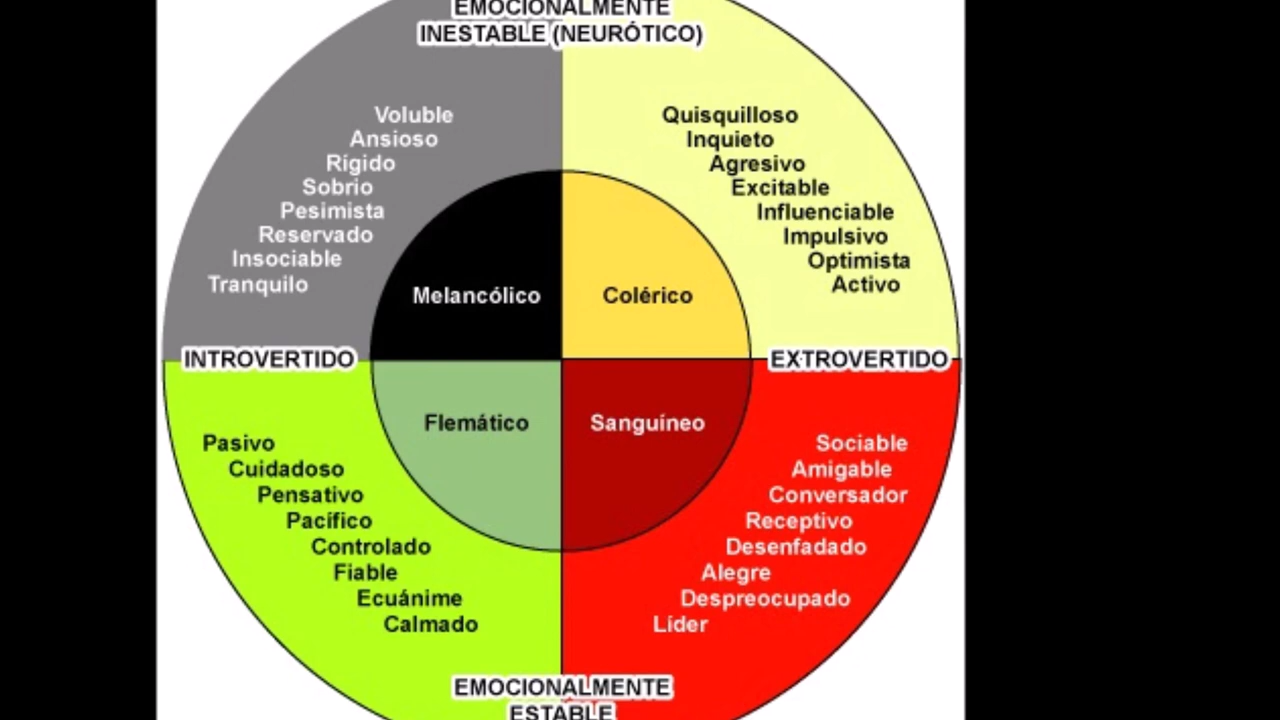 EMOCIONALMENTE
INESTABLE (NEURÓTICO)
Voluble
Ansioso
Rígido
Sobrio
Pesimista
Reservado
Insociable
Tranquilo
Quisquilloso
Inquieto
Agresivo
Excitable
Influenciable
Impulsivo
Optimista
Activo
Melancólico
Colérico
INTROVERTIDO
EXTROVERTIDO
Flemático
Sanguíneo
Pasivo
Cuidadoso
Pensativo
Pacífico
Controlado
Fiable
Ecuánime
Calmado
Sociable
Amigable
Conversador
Receptivo
Desenfadado
Alegre
Despreocupado
Líder
EMOCIONALMENTE
ESTABLE